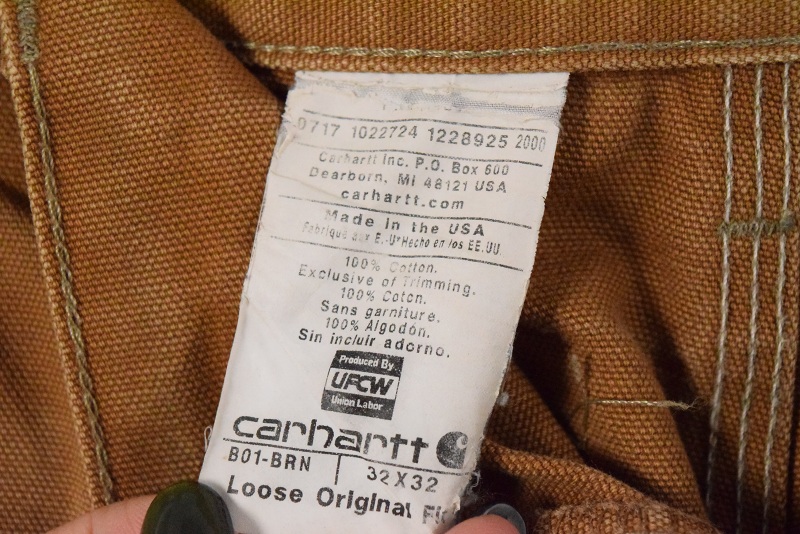 0717 1022724 1228925 2000
Carhartt Inc. P.O. Box 600
Dearborn, MI 48121 USA
carhartt.com
Made in the USA
Fabriqué aux E.-U* Hecho en los EE.UU.
100% Cotton.
Exclusive of Trimming.
100% Coton.
Sans garniture.
100% Algodón.
Sin incluir adorno.
Produced By
UFCW
Union Labor
carhartt
B01-BRN
32X32
Loose Original